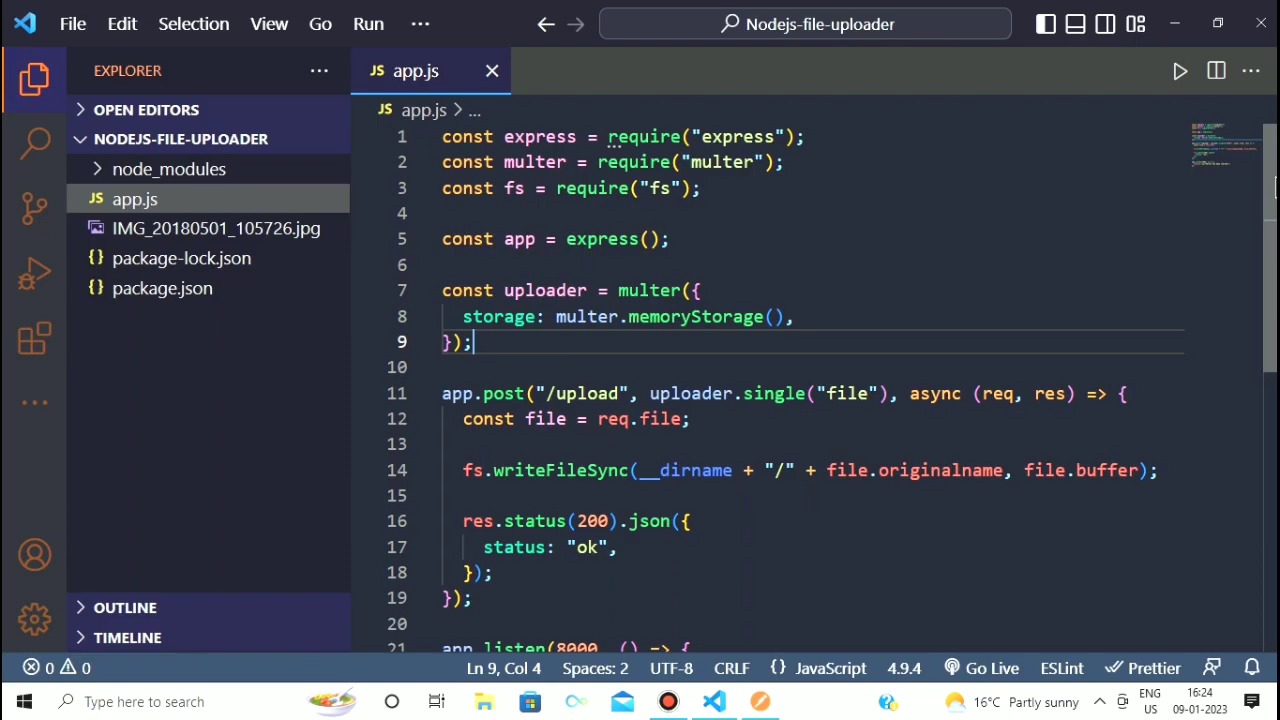 File Edit Selection View Go Run ··· Nodejs-file-uploader
EXPLORER ···
OPEN EDITORS
NODEJS-FILE-UPLOADER
node_modules
JS app.js
IMG_20180501_105726.jpg
{} package-lock.json
{} package.json
OUTLINE
TIMELINE
JS app.js
JS app.js > ...
1 const express = require("express");
2 const multer = require("multer");
3 const fs = require("fs");
4
5 const app = express();
6
7 const uploader = multer({
8 storage: multer.memoryStorage(),
9 });
10
11 app.post("/upload", uploader.single("file"), async (req, res) => {
12 const file = req.file;
13
14 fs.writeFileSync(__dirname + "/" + file.originalname, file.buffer);
15
16 res.status(200).json({
17 status: "ok",
18 });
19 });
20
21 app.listen(8000, () => {
0 0 Ln 9, Col 4 Spaces: 2 UTF-8 CRLF {} JavaScript 4.9.4 Go Live ESLint Prettier
Type here to search 16°C Partly sunny ENG US 16:24 09-01-2023